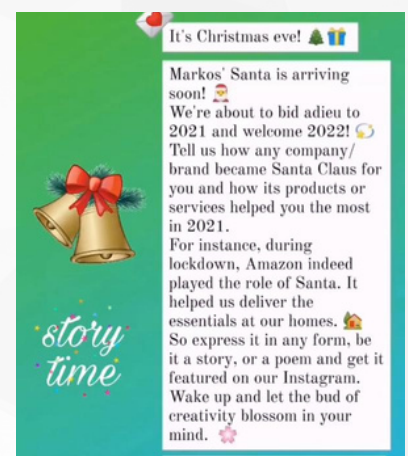 It's Christmas eve! 🎄🎁
Markos' Santa is arriving
soon! 🎅
We're about to bid adieu to
2021 and welcome 2022! 💫
Tell us how any company/
brand became Santa Claus for
you and how its products or
services helped you the most
in 2021.
For instance, during
lockdown, Amazon indeed
played the role of Santa. It
helped us deliver the
essentials at our homes. 🏡
So express it in any form, be
it a story, or a poem and get it
featured on our Instagram.
Wake up and let the bud of
creativity blossom in your
mind. 🌸
story
time